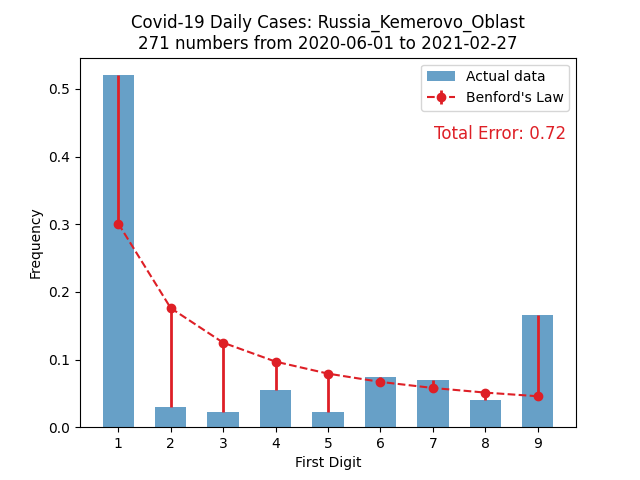 Covid-19 Daily Cases: Russia_Kemerovo_Oblast
271 numbers from 2020-06-01 to 2021-02-27
Actual data
Benford's Law
Total Error: 0.72
0.5
0.4
0.3
0.2
0.1
0.0
Frequency
1 2 3 4 5 6 7 8 9
First Digit